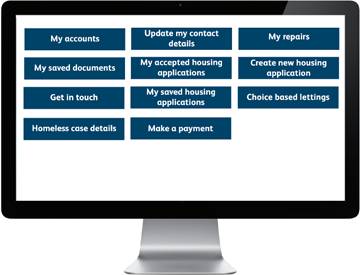 My accounts
Update my contact
details
My repairs
My saved documents
My accepted housing
applications
Create new housing
application
Get in touch
My saved housing
applications
Choice based lettings
Homeless case details
Make a payment